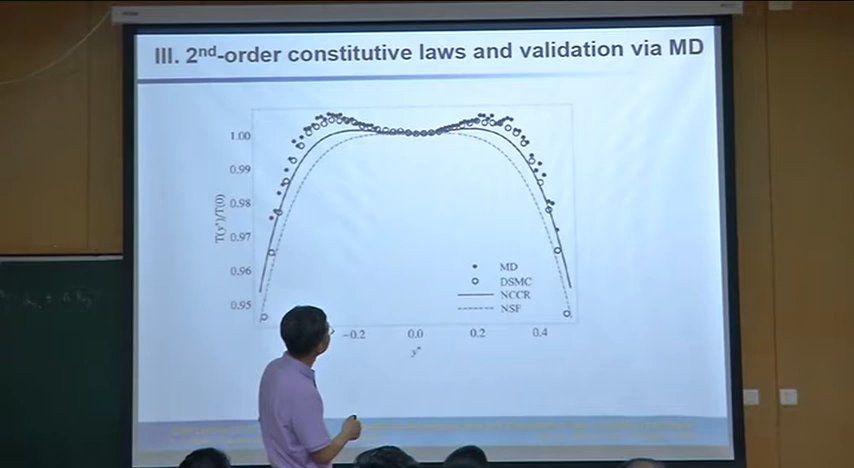 III. 2nd-order constitutive laws and validation via MD
1.00
0.99
0.98
0.97
0.96
0.95
T(y*)/T(0)
MD
DSMC
NCCR
NSF
−0.2
0.0
0.2
0.4
y*